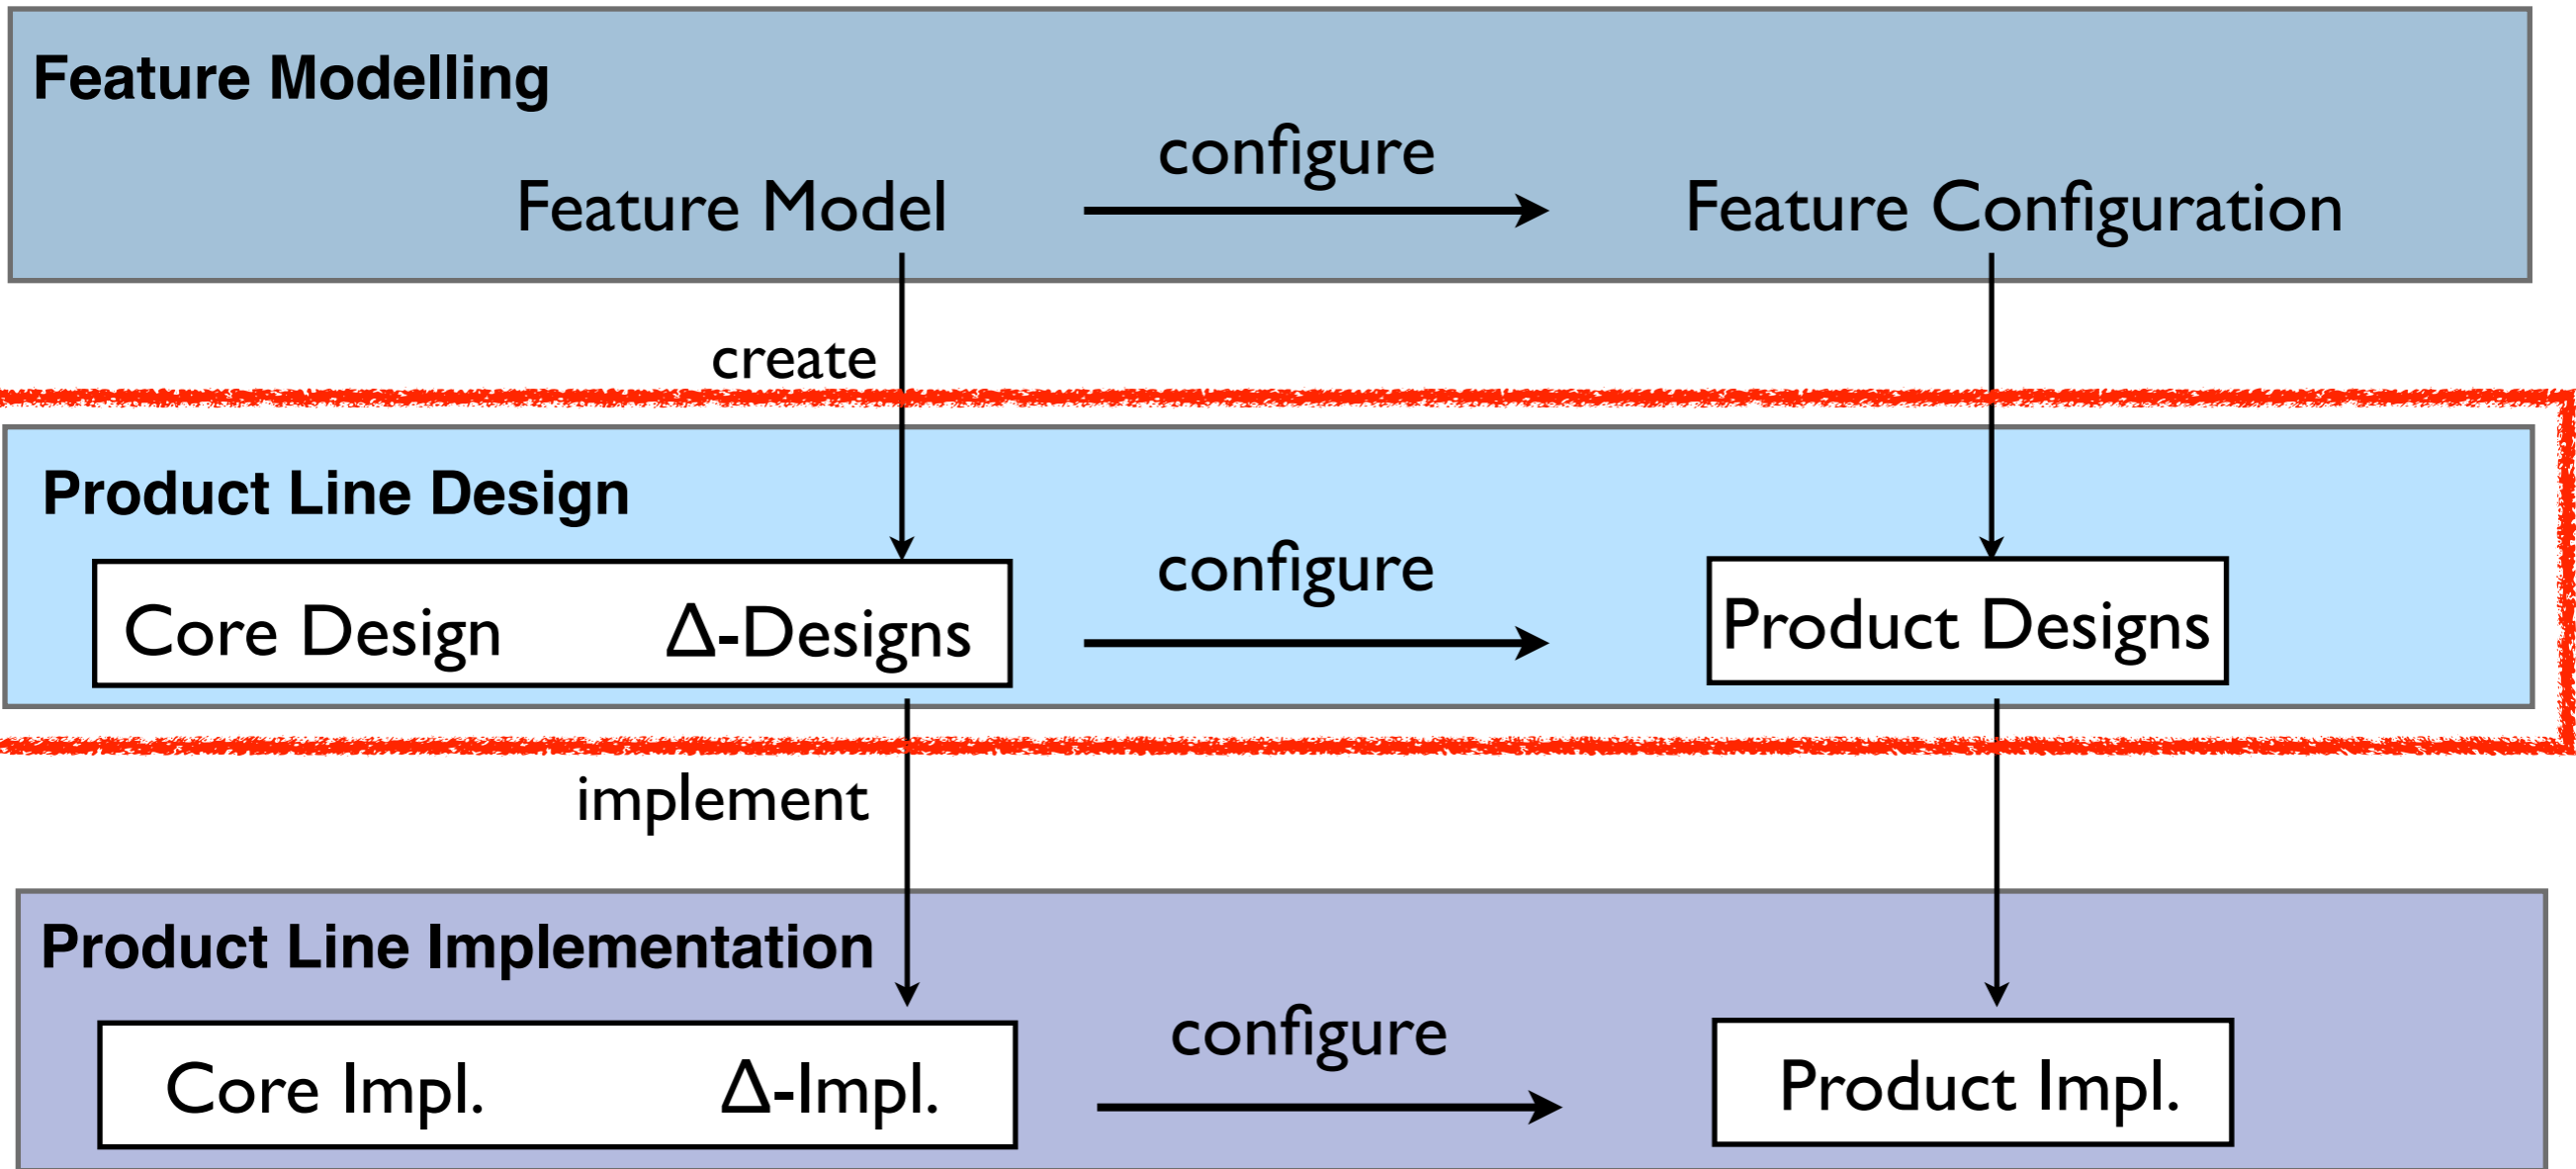 Feature Modelling
configure
Feature Model
Feature Configuration
create
Product Line Design
configure
Core Design
Δ-Designs
Product Designs
implement
Product Line Implementation
configure
Core Impl.
Δ-Impl.
Product Impl.